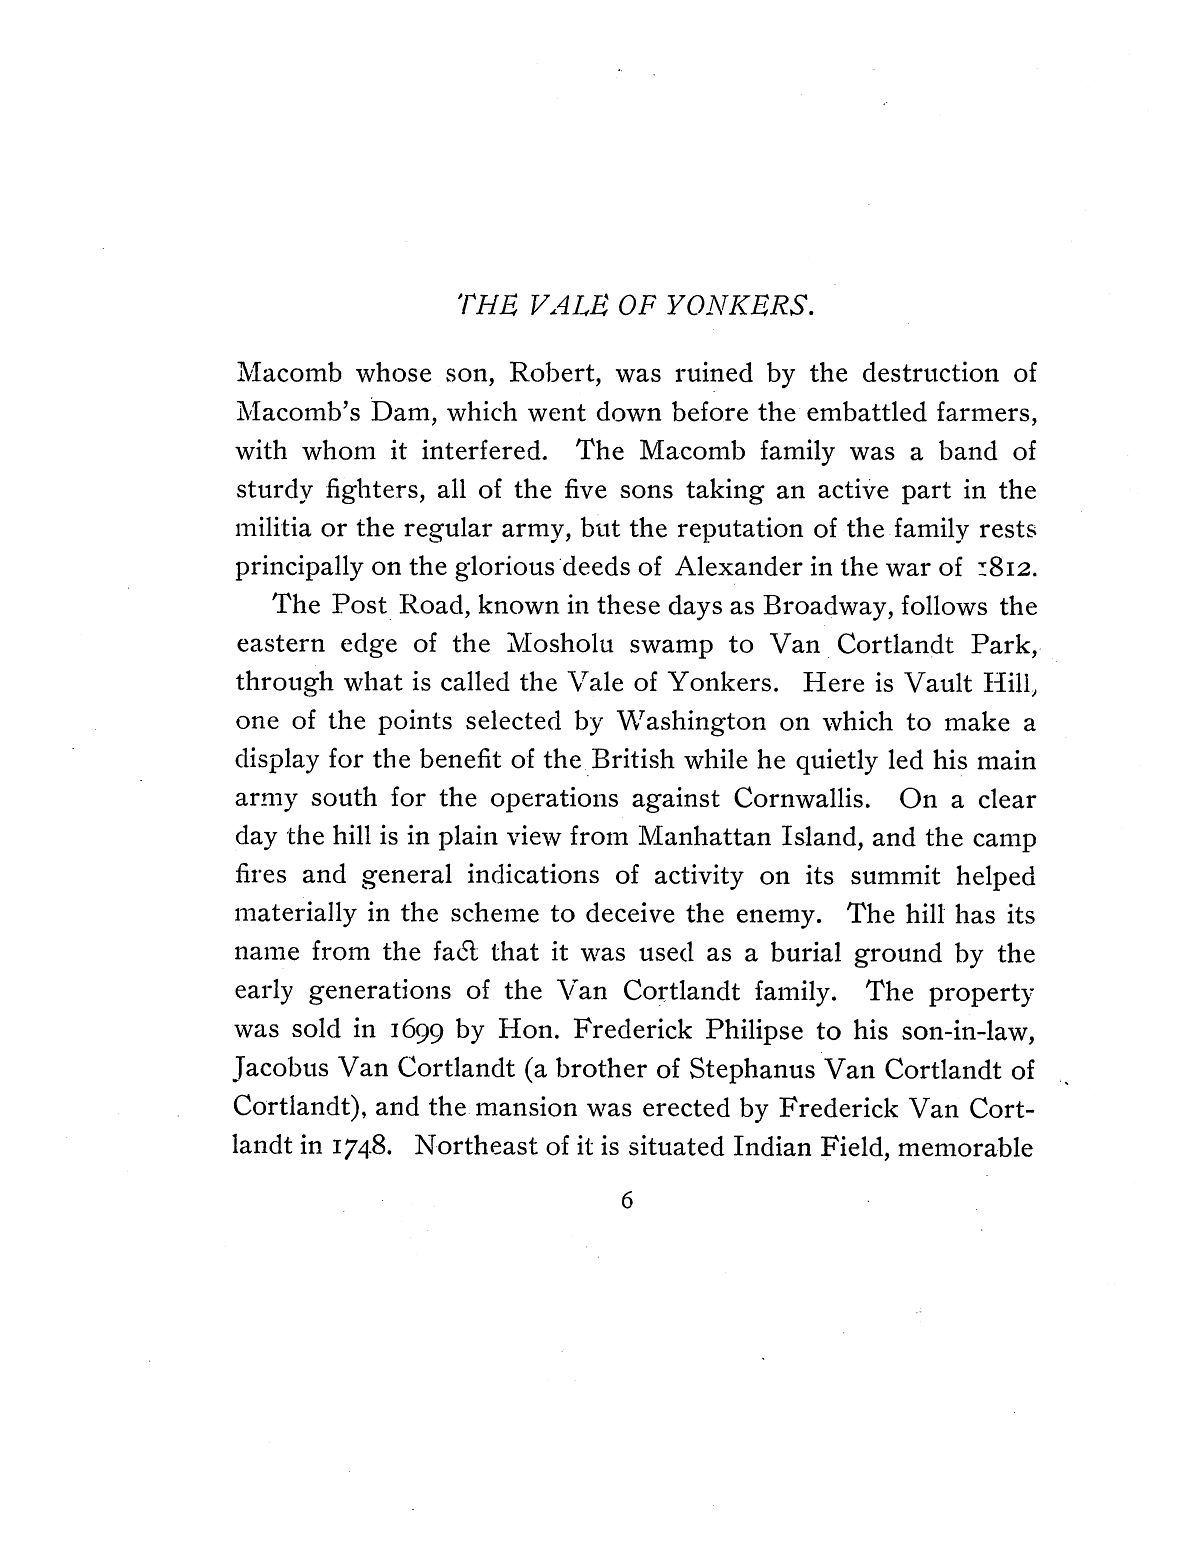 THE VALE OF YONKERS.
Macomb whose son, Robert, was ruined by the destruction of
Macomb's Dam, which went down before the embattled farmers,
with whom it interfered. The Macomb family was a band of
sturdy fighters, all of the five sons taking an active part in the
militia or the regular army, but the reputation of the family rests
principally on the glorious deeds of Alexander in the war of 1812.
The Post Road, known in these days as Broadway, follows the
eastern edge of the Mosholu swamp to Van Cortlandt Park,
through what is called the Vale of Yonkers. Here is Vault Hill,
one of the points selected by Washington on which to make a
display for the benefit of the British while he quietly led his main
army south for the operations against Cornwallis. On a clear
day the hill is in plain view from Manhattan Island, and the camp
fires and general indications of activity on its summit helped
materially in the scheme to deceive the enemy. The hill has its
name from the fact that it was used as a burial ground by the
early generations of the Van Cortlandt family. The property
was sold in 1699 by Hon. Frederick Philipse to his son-in-law,
Jacobus Van Cortlandt (a brother of Stephanus Van Cortlandt of
Cortlandt), and the mansion was erected by Frederick Van Cort-
landt in 1748. Northeast of it is situated Indian Field, memorable
6